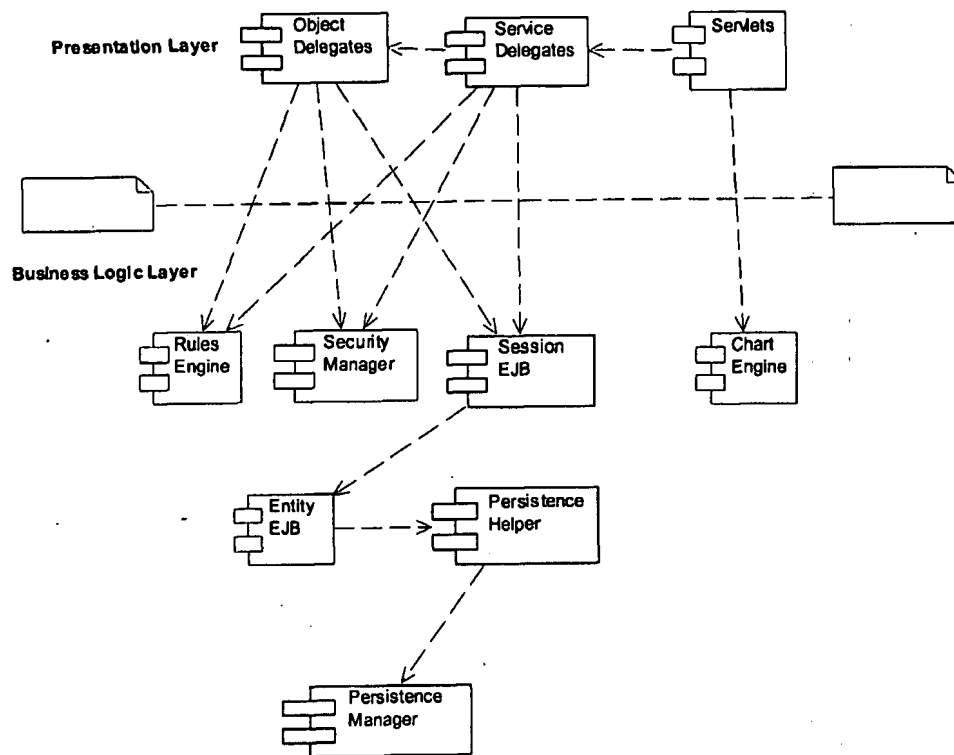 Object
Delegates
Service
Delegates
Servlets
Presentation Layer
Business Logic Layer
Rules
Engine
Security
Manager
Session
EJB
Chart
Engine
Entity
EJB
Persistence
Helper
Persistence
Manager